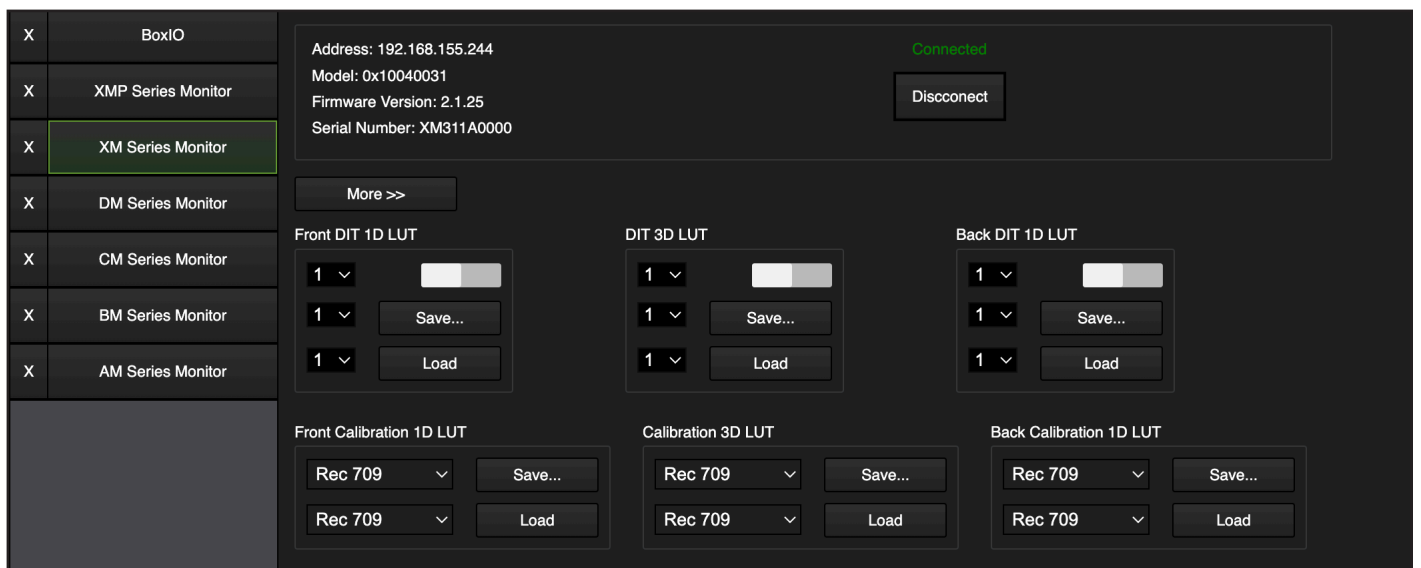 X BoxIO
X XMP Series Monitor
X XM Series Monitor
X DM Series Monitor
X CM Series Monitor
X BM Series Monitor
X AM Series Monitor
Address: 192.168.155.244
Model: 0x10040031
Firmware Version: 2.1.25
Serial Number: XM311A0000
Connected
Discconect
More >>
Front DIT 1D LUT
1
1 Save...
1 Load
DIT 3D LUT
1
1 Save...
1 Load
Back DIT 1D LUT
1
1 Save...
1 Load
Front Calibration 1D LUT
Rec 709 Save...
Rec 709 Load
Calibration 3D LUT
Rec 709 Save...
Rec 709 Load
Back Calibration 1D LUT
Rec 709 Save...
Rec 709 Load